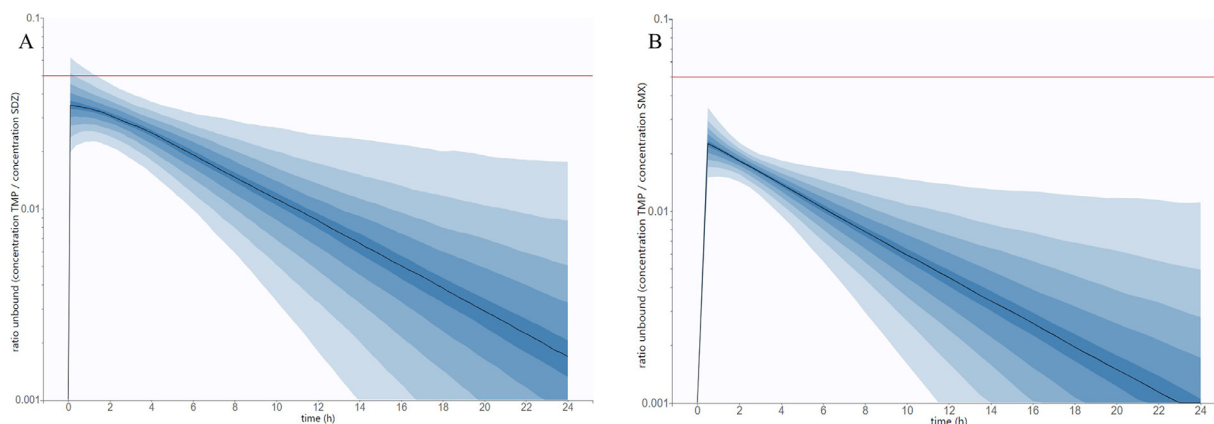 A
0.1
0.01
0.001
ratio unbound (concentration TMP / concentration SDZ)
0 2 4 6 8 10 12 14 16 18 20 22 24
time (h)
B
0.1
0.01
0.001
ratio unbound (concentration TMP / concentration SMX)
0 2 4 6 8 10 12 14 16 18 20 22 24
time (h)